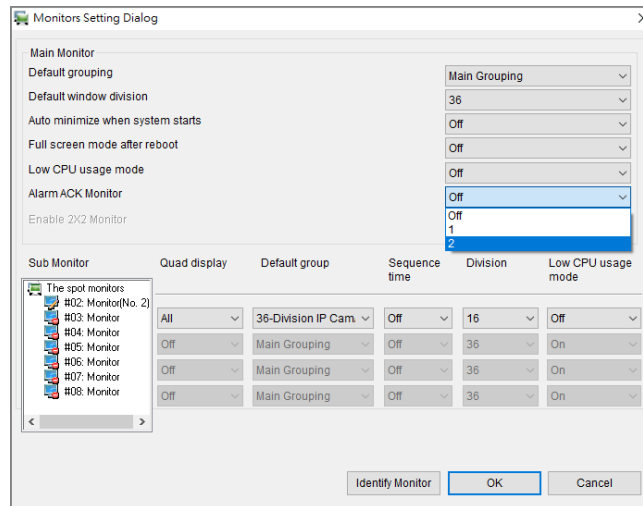 Monitors Setting Dialog
Main Monitor
Default grouping Main Grouping
Default window division 36
Auto minimize when system starts Off
Full screen mode after reboot Off
Low CPU usage mode Off
Alarm ACK Monitor Off
Off
1
2
Enable 2X2 Monitor
Sub Monitor Quad display Default group Sequence time Division Low CPU usage mode
The spot monitors
#02: Monitor(No. 2)
#03: Monitor All 36-Division IP Cam. Off 16 Off
#04: Monitor
#05: Monitor Off Main Grouping Off 36 On
#06: Monitor Off Main Grouping Off 36 On
#07: Monitor
#08: Monitor Off Main Grouping Off 36 On
Identify Monitor OK Cancel